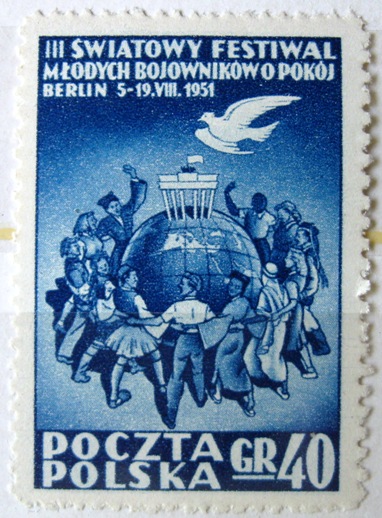 III ŚWIATOWY FESTIWAL
MŁODYCH BOJOWNIKÓW O POKÓJ
BERLIN 5-19.VIII.1951
POCZTA
POLSKA
GR 40